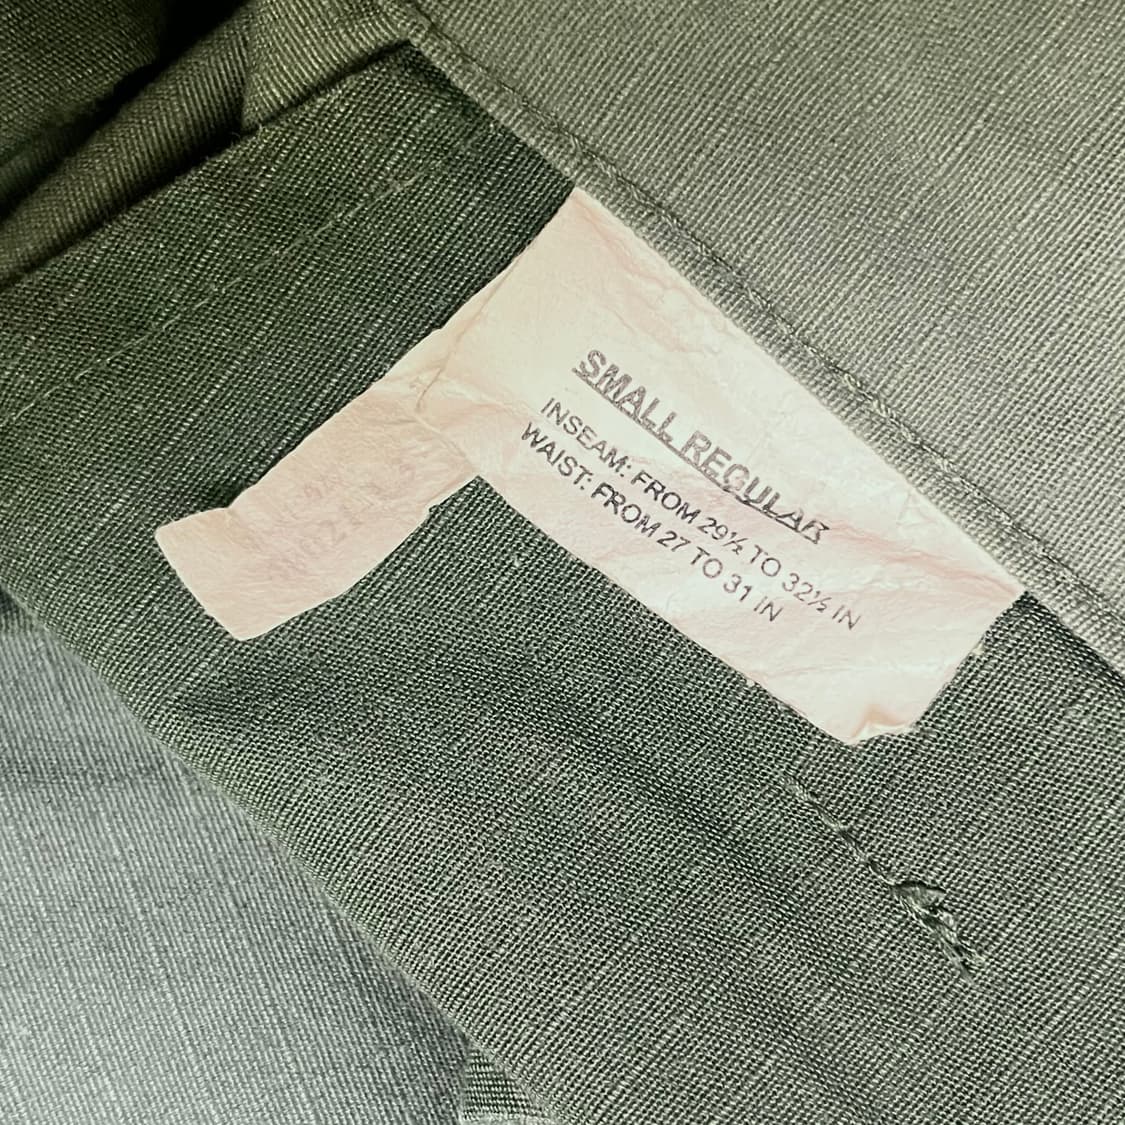 SMALL REGULAR
INSEAM: FROM 29½ TO 32½ IN
WAIST: FROM 27 TO 31 IN